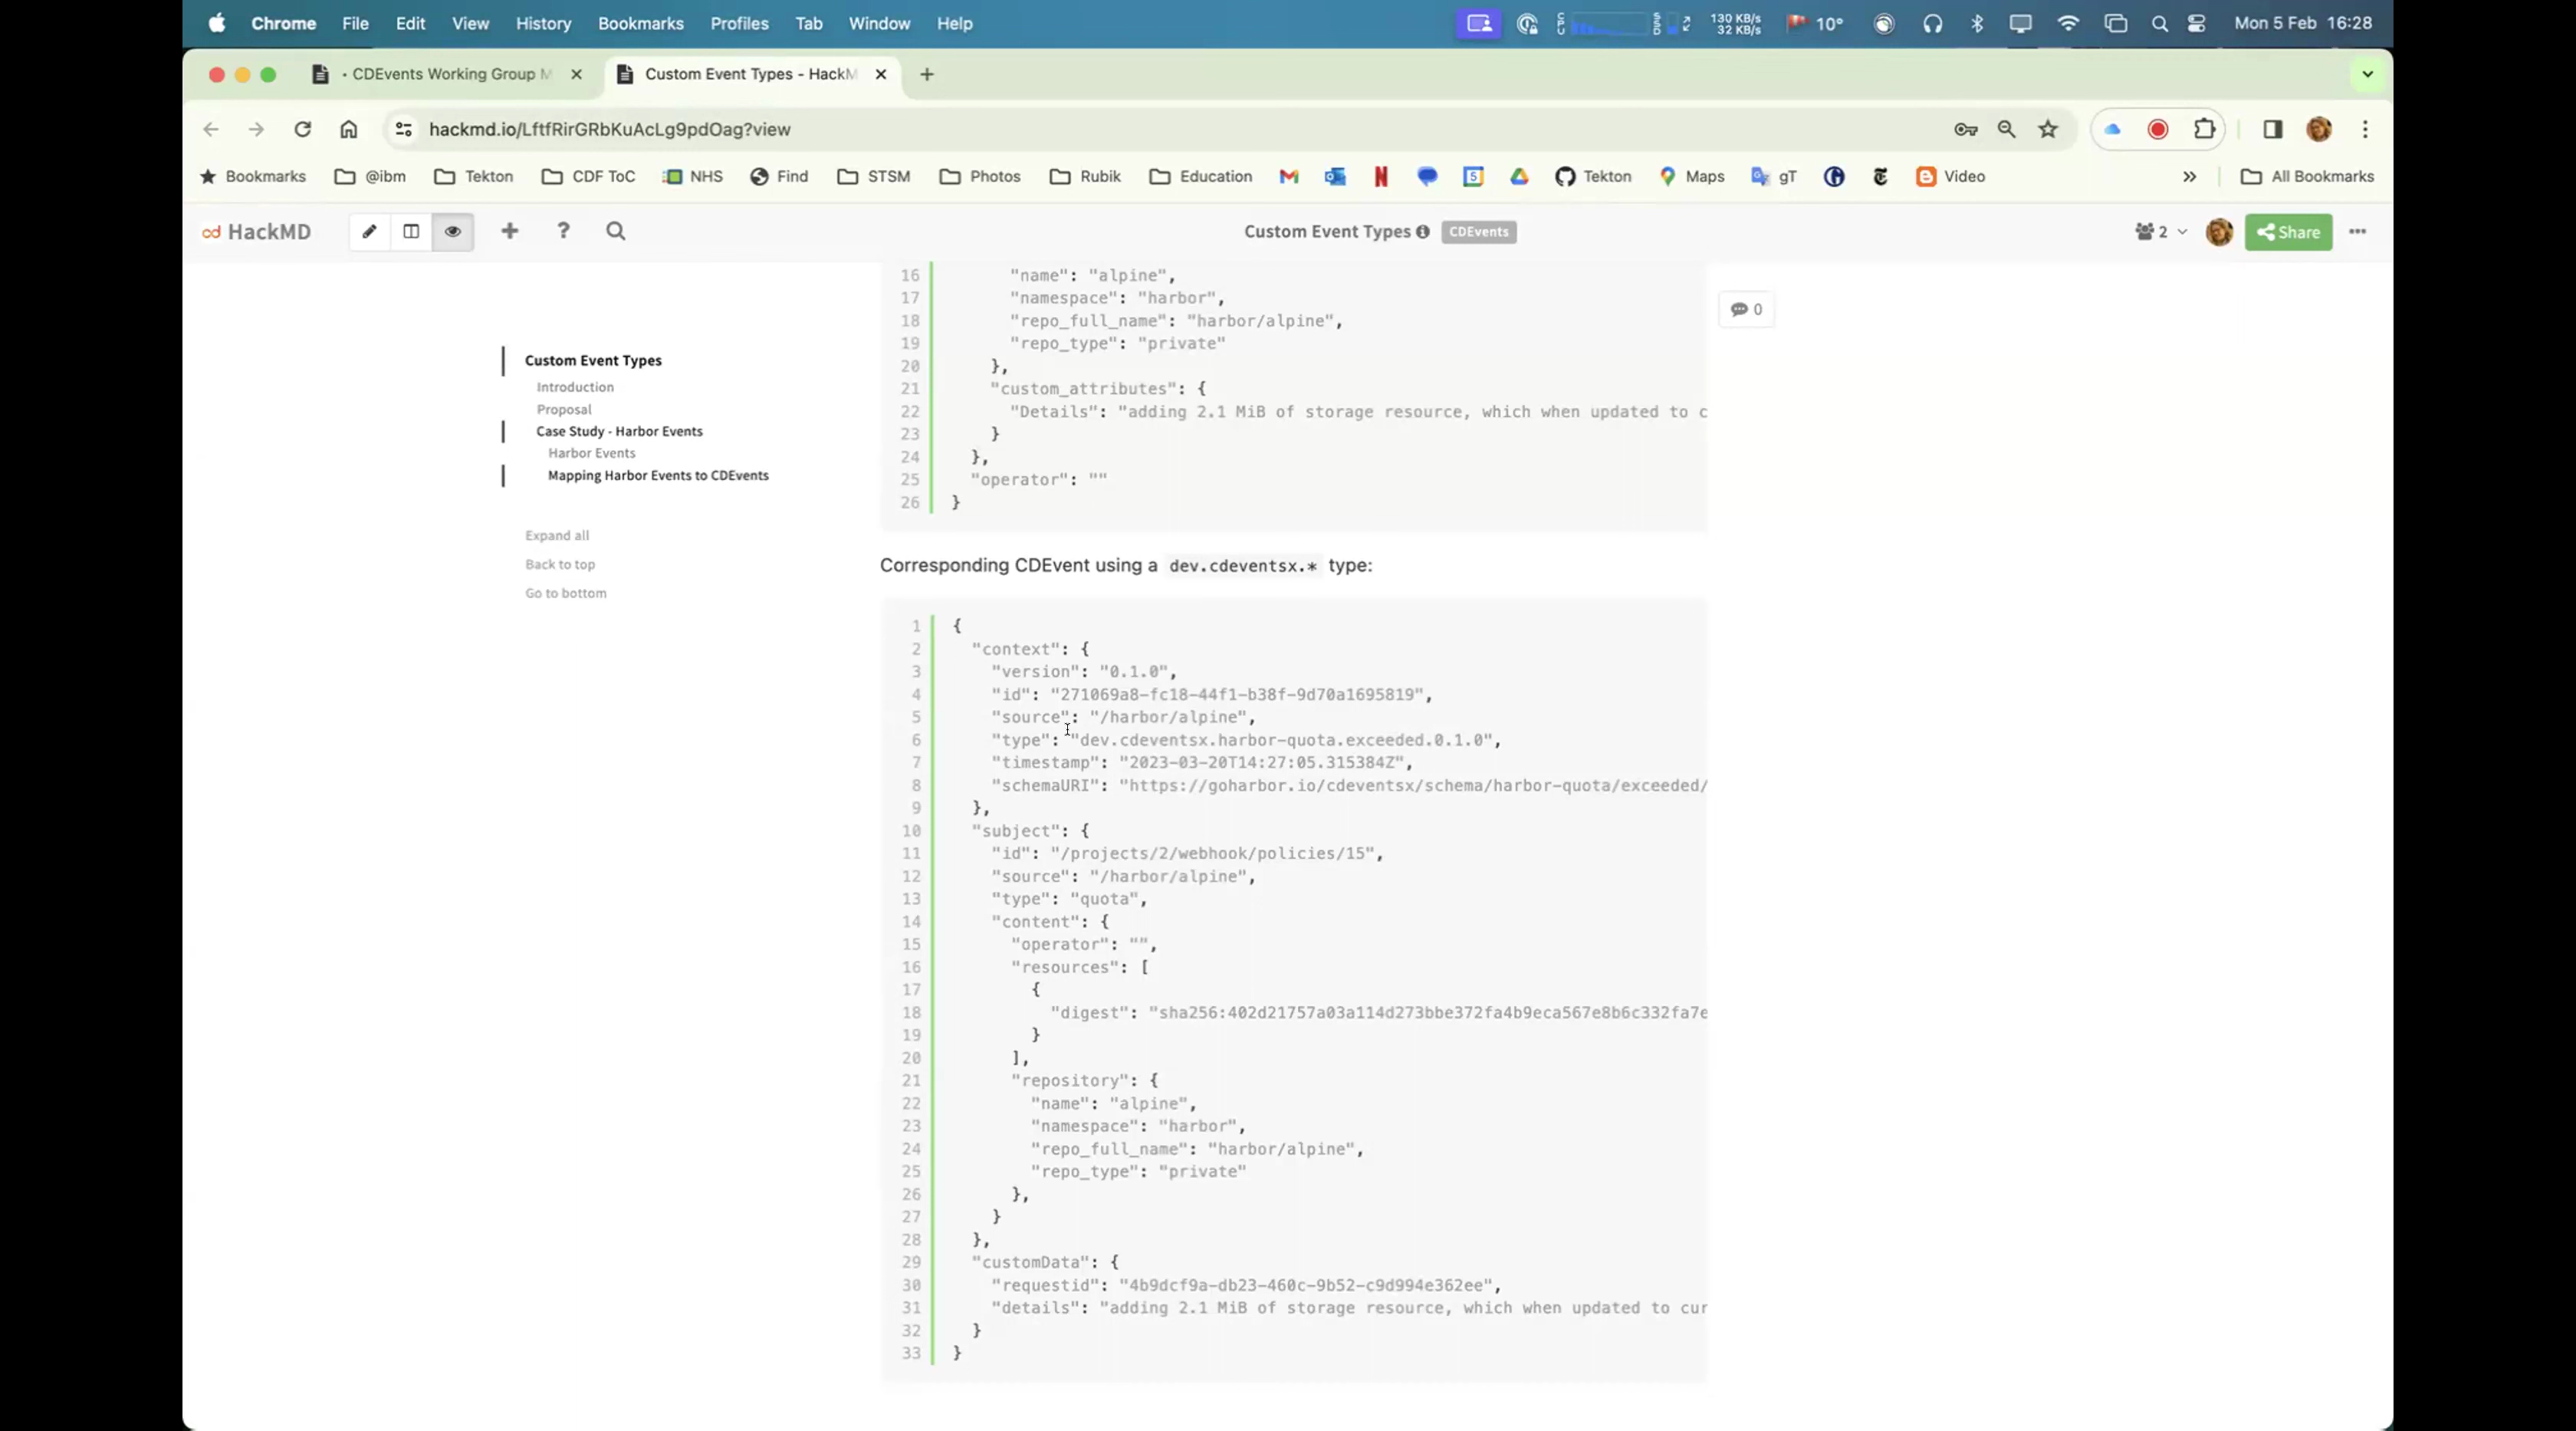 Chrome File Edit View History Bookmarks Profiles Tab Window Help
130 KB/s
32 KB/s
10°
Mon 5 Feb 16:28
• CDEvents Working Group M
Custom Event Types - HackM
hackmd.io/LftfRirGRbKuAcLg9pdOag?view
Bookmarks @ibm Tekton CDF ToC NHS Find STSM Photos Rubik Education Tekton Maps gT Video » All Bookmarks
HackMD
Custom Event Types CDEvents
2
Share
0
Custom Event Types
Introduction
Proposal
Case Study - Harbor Events
Harbor Events
Mapping Harbor Events to CDEvents
Expand all
Back to top
Go to bottom
16 "name": "alpine",
17 "namespace": "harbor",
18 "repo_full_name": "harbor/alpine",
19 "repo_type": "private"
20 },
21 "custom_attributes": {
22 "Details": "adding 2.1 MiB of storage resource, which when updated to c
23 }
24 },
25 "operator": ""
26 }
Corresponding CDEvent using a dev.cdeventsx.* type:
1 {
2 "context": {
3 "version": "0.1.0",
4 "id": "271069a8-fc18-44f1-b38f-9d70a1695819",
5 "source": "/harbor/alpine",
6 "type": "dev.cdeventsx.harbor-quota.exceeded.0.1.0",
7 "timestamp": "2023-03-20T14:27:05.315384Z",
8 "schemaURI": "https://goharbor.io/cdeventsx/schema/harbor-quota/exceeded/
9 },
10 "subject": {
11 "id": "/projects/2/webhook/policies/15",
12 "source": "/harbor/alpine",
13 "type": "quota",
14 "content": {
15 "operator": "",
16 "resources": [
17 {
18 "digest": "sha256:402d21757a03a114d273bbe372fa4b9eca567e8b6c332fa7e
19 }
20 ],
21 "repository": {
22 "name": "alpine",
23 "namespace": "harbor",
24 "repo_full_name": "harbor/alpine",
25 "repo_type": "private"
26 },
27 }
28 },
29 "customData": {
30 "requestid": "4b9dcf9a-db23-460c-9b52-c9d994e362ee",
31 "details": "adding 2.1 MiB of storage resource, which when updated to cur
32 }
33 }